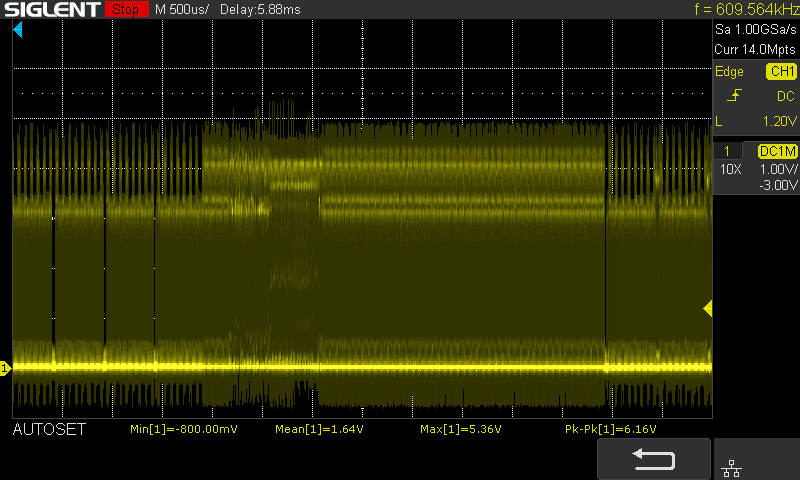 SIGLENT Stop M 500us/ Delay:5.88ms f = 609.564kHz
Sa 1.00GSa/s
Curr 14.0Mpts
Edge CH1
DC
L 1.20V
1 DC1M
10X 1.00V/
-3.00V
1
AUTOSET Min[1]=-800.00mV Mean[1]=1.64V Max[1]=5.36V Pk-Pk[1]=6.16V